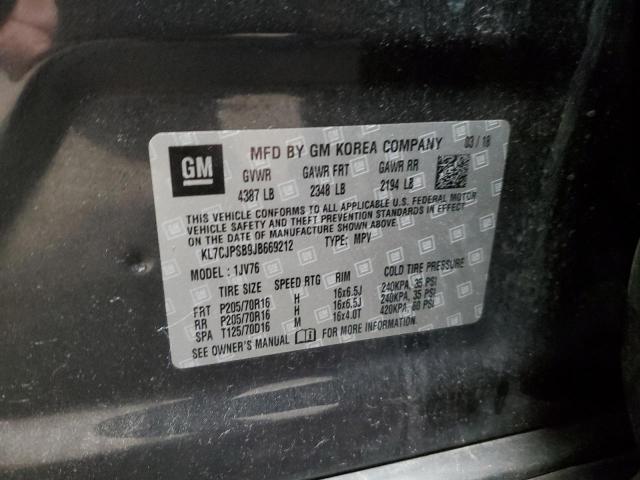 GM
MFD BY GM KOREA COMPANY 03/18
GVWR GAWR FRT GAWR RR
4387 LB 2348 LB 2194 LB
THIS VEHICLE CONFORMS TO ALL APPLICABLE U.S. FEDERAL MOTOR
VEHICLE SAFETY AND THEFT PREVENTION STANDARDS IN EFFECT
ON THE DATE OF MANUFACTURE SHOWN ABOVE.
KL7CJPSB9JB669212 TYPE: MPV
MODEL: 1JV76
TIRE SIZE SPEED RTG RIM COLD TIRE PRESSURE
FRT P205/70R16 H 16x6.5J 240KPA, 35 PSI
RR P205/70R16 H 16x6.5J 240KPA, 35 PSI
SPA T125/70D16 M 16x4.0T 420KPA, 60 PSI
SEE OWNER'S MANUAL FOR MORE INFORMATION.